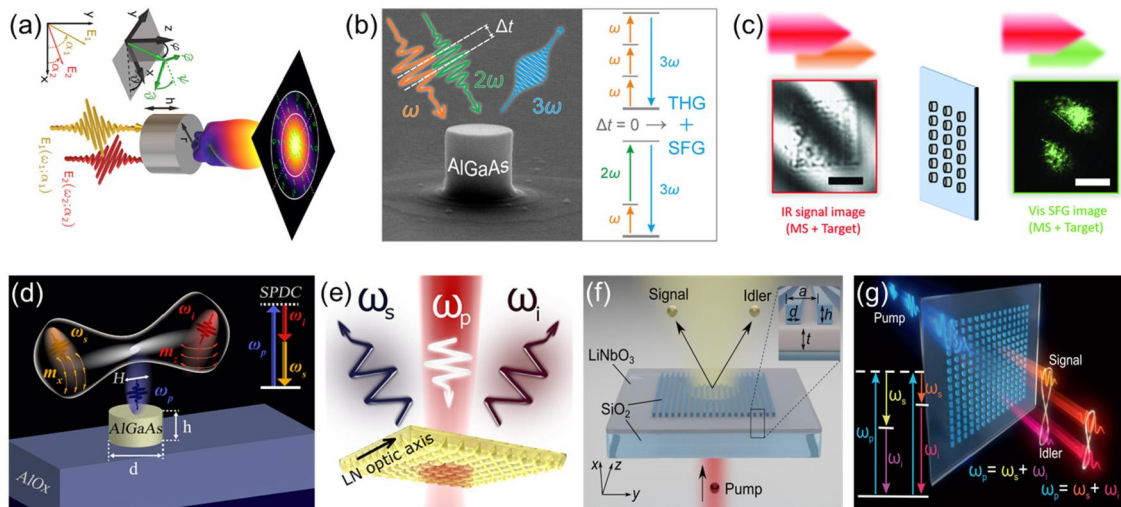 (a)
Y
E₁
α₁
α₂
E₂
X
Z
Y
φ
X
h
r
E₁(ω₁;α₁)
E₂(ω₂;α₂)
(b)
Δt
ω
2ω
3ω
AlGaAs
ω
ω
3ω
ω
THG
Δt = 0 → +
SFG
2ω
3ω
ω
(c)
IR signal image
(MS + Target)
Vis SFG image
(MS + Target)
(d)
SPDC
ωᵢ
ωₛ
ωₚ
ωᵢ
ωₛ
mₓ
H
ωₚ
AlGaAs
h
d
AlOx
(e)
ωₛ
ωₚ
ωᵢ
LN optic axis
(f)
Signal
Idler
a
d
h
t
LiNbO₃
SiO₂
x
z
y
Pump
(g)
Pump
Signal
Idler
ωₚ
ωₛ
ωᵢ
ωₚ
ωₛ
ωᵢ
ωₚ = ωₛ + ωᵢ
ωₚ = ωₛ + ωᵢ